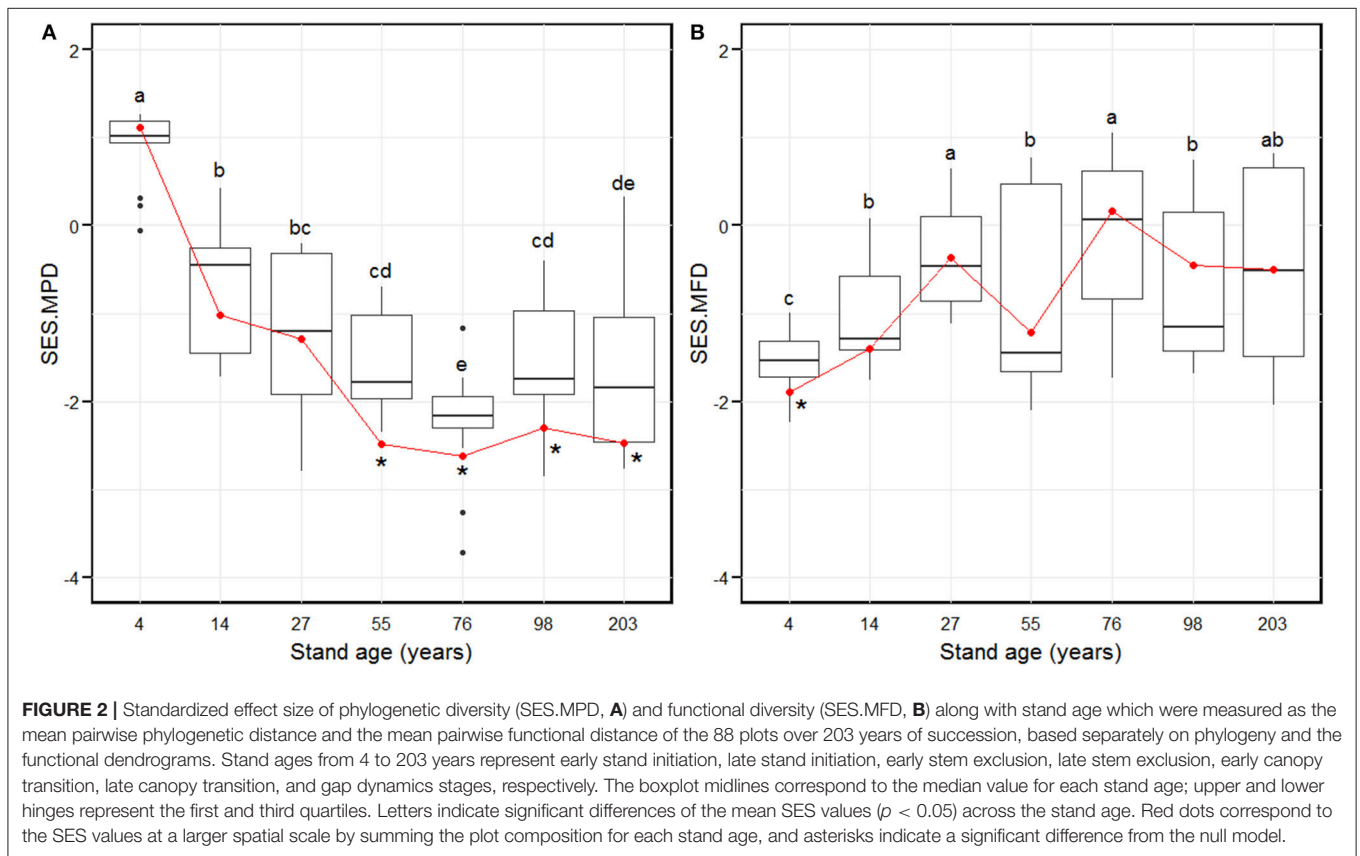 A
B
2
0
-2
-4
SES.MPD
a
b
bc
cd
cd
de
e
*
*
*
*
4 14 27 55 76 98 203
Stand age (years)
2
0
-2
-4
SES.MFD
c
b
a
b
a
b
ab
*
4 14 27 55 76 98 203
Stand age (years)
FIGURE 2 | Standardized effect size of phylogenetic diversity (SES.MPD, A) and functional diversity (SES.MFD, B) along with stand age which were measured as the
mean pairwise phylogenetic distance and the mean pairwise functional distance of the 88 plots over 203 years of succession, based separately on phylogeny and the
functional dendrograms. Stand ages from 4 to 203 years represent early stand initiation, late stand initiation, early stem exclusion, late stem exclusion, early canopy
transition, late canopy transition, and gap dynamics stages, respectively. The boxplot midlines correspond to the median value for each stand age; upper and lower
hinges represent the first and third quartiles. Letters indicate significant differences of the mean SES values (p < 0.05) across the stand age. Red dots correspond to
the SES values at a larger spatial scale by summing the plot composition for each stand age, and asterisks indicate a significant difference from the null model.